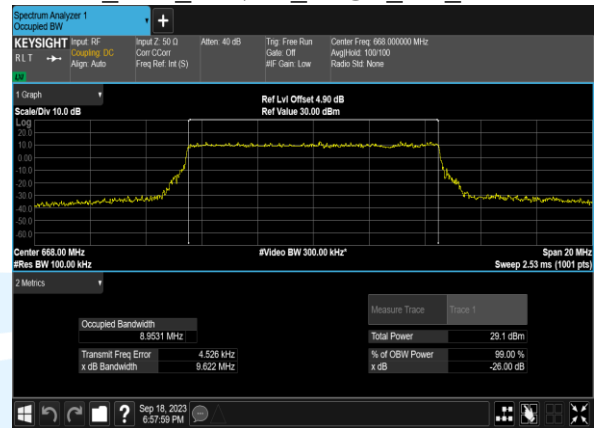 Spectrum Analyzer 1
Occupied BW
KEYSIGHT
RLT
Input: RF
Coupling: DC
Align: Auto
Input Z: 50 Ω
Corr CCorr
Freq Ref: Int (S)
Atten: 40 dB
Trig: Free Run
Gate: Off
#IF Gain: Low
Center Freq: 668.000000 MHz
Avg|Hold: 100/100
Radio Std: None
1 Graph
Scale/Div 10.0 dB
Ref Lvl Offset 4.90 dB
Ref Value 30.00 dBm
Log
20.0
10.0
0.00
-10.0
-20.0
-30.0
-40.0
-50.0
-60.0
Center 668.00 MHz
#Res BW 100.00 kHz
#Video BW 300.00 kHz*
Span 20 MHz
Sweep 2.53 ms (1001 pts)
2 Metrics
Measure Trace
Trace 1
Occupied Bandwidth
8.9531 MHz
Total Power
29.1 dBm
Transmit Freq Error
4.526 kHz
% of OBW Power
99.00 %
x dB Bandwidth
9.622 MHz
x dB
-26.00 dB
?
Sep 18, 2023
6:57:59 PM